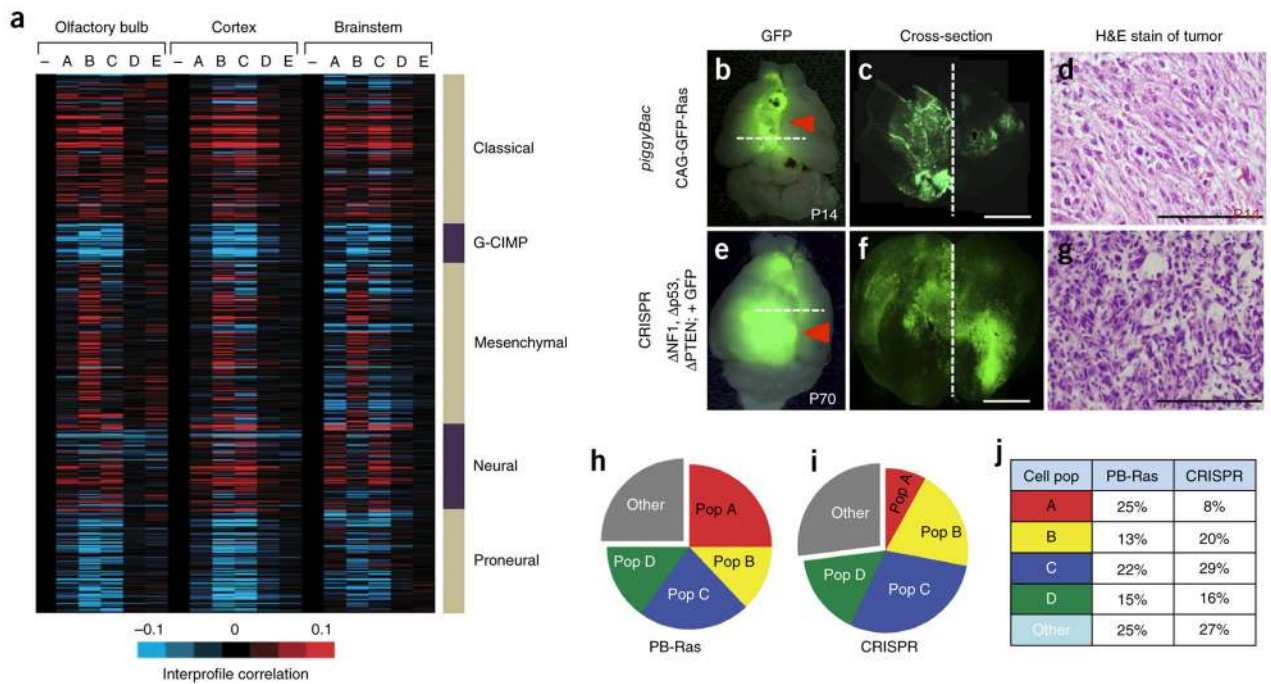 a
Olfactory bulb Cortex Brainstem
– A B C D E – A B C D E – A B C D E
Classical
G-CIMP
Mesenchymal
Neural
Proneural
–0.1 0 0.1
Interprofile correlation
GFP Cross-section H&E stain of tumor
piggyBac
CAG-GFP-Ras
b
P14
c
d
P14
CRISPR
ΔNF1, Δp53,
ΔPTEN; + GFP
e
P70
f
g
h
Other
Pop A
Pop B
Pop C
Pop D
PB-Ras
i
Other
Pop A
Pop B
Pop C
Pop D
CRISPR
j
Cell pop PB-Ras CRISPR
A 25% 8%
B 13% 20%
C 22% 29%
D 15% 16%
Other 25% 27%